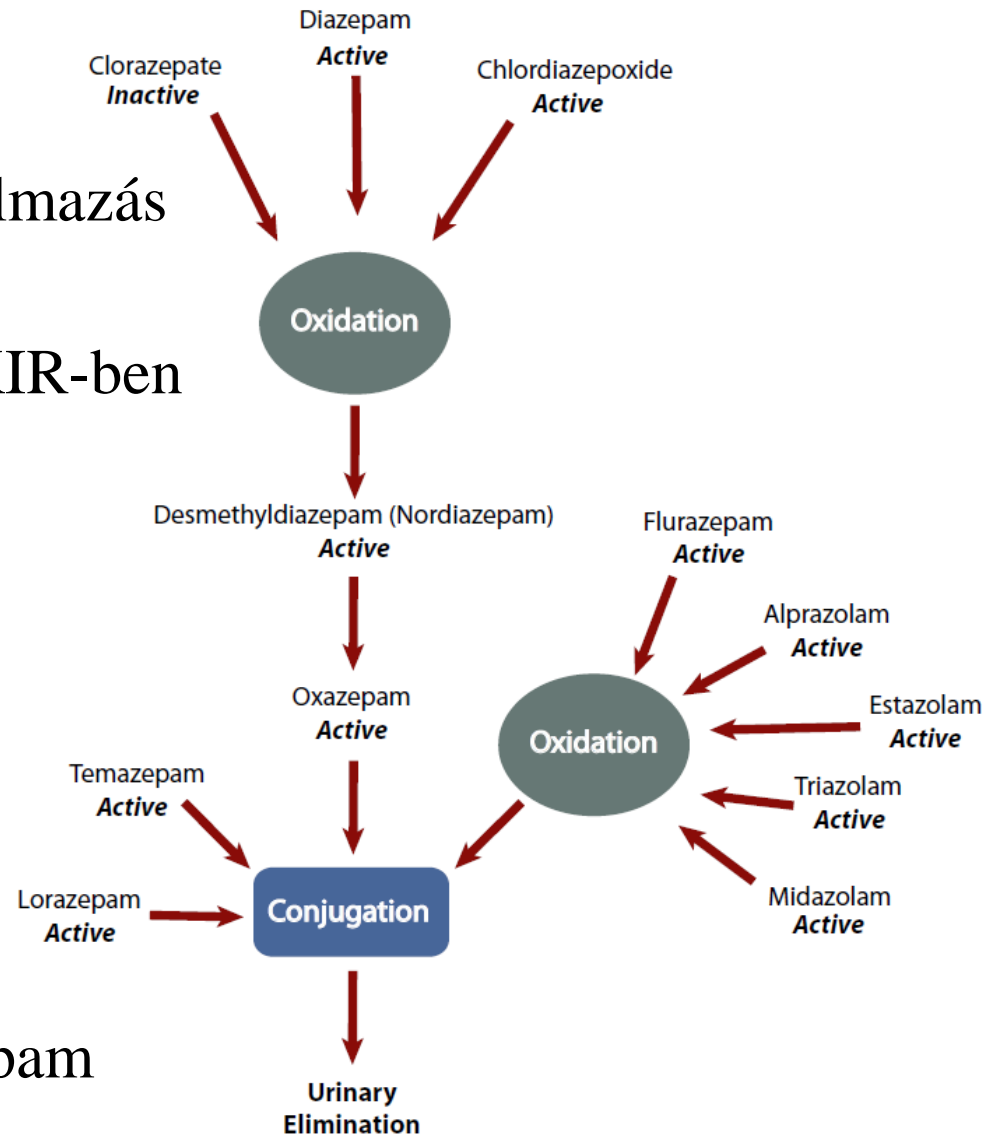 Diazepam
Active
Clorazepate
Inactive
Chlordiazepoxide
Active
lmazás
Oxidation
IR-ben
Desmethyldiazepam (Nordiazepam)
Active
Flurazepam
Active
Alprazolam
Active
Oxazepam
Active
Estazolam
Active
Oxidation
Temazepam
Active
Triazolam
Active
Lorazepam
Active
Conjugation
Midazolam
Active
pam
Urinary
Elimination